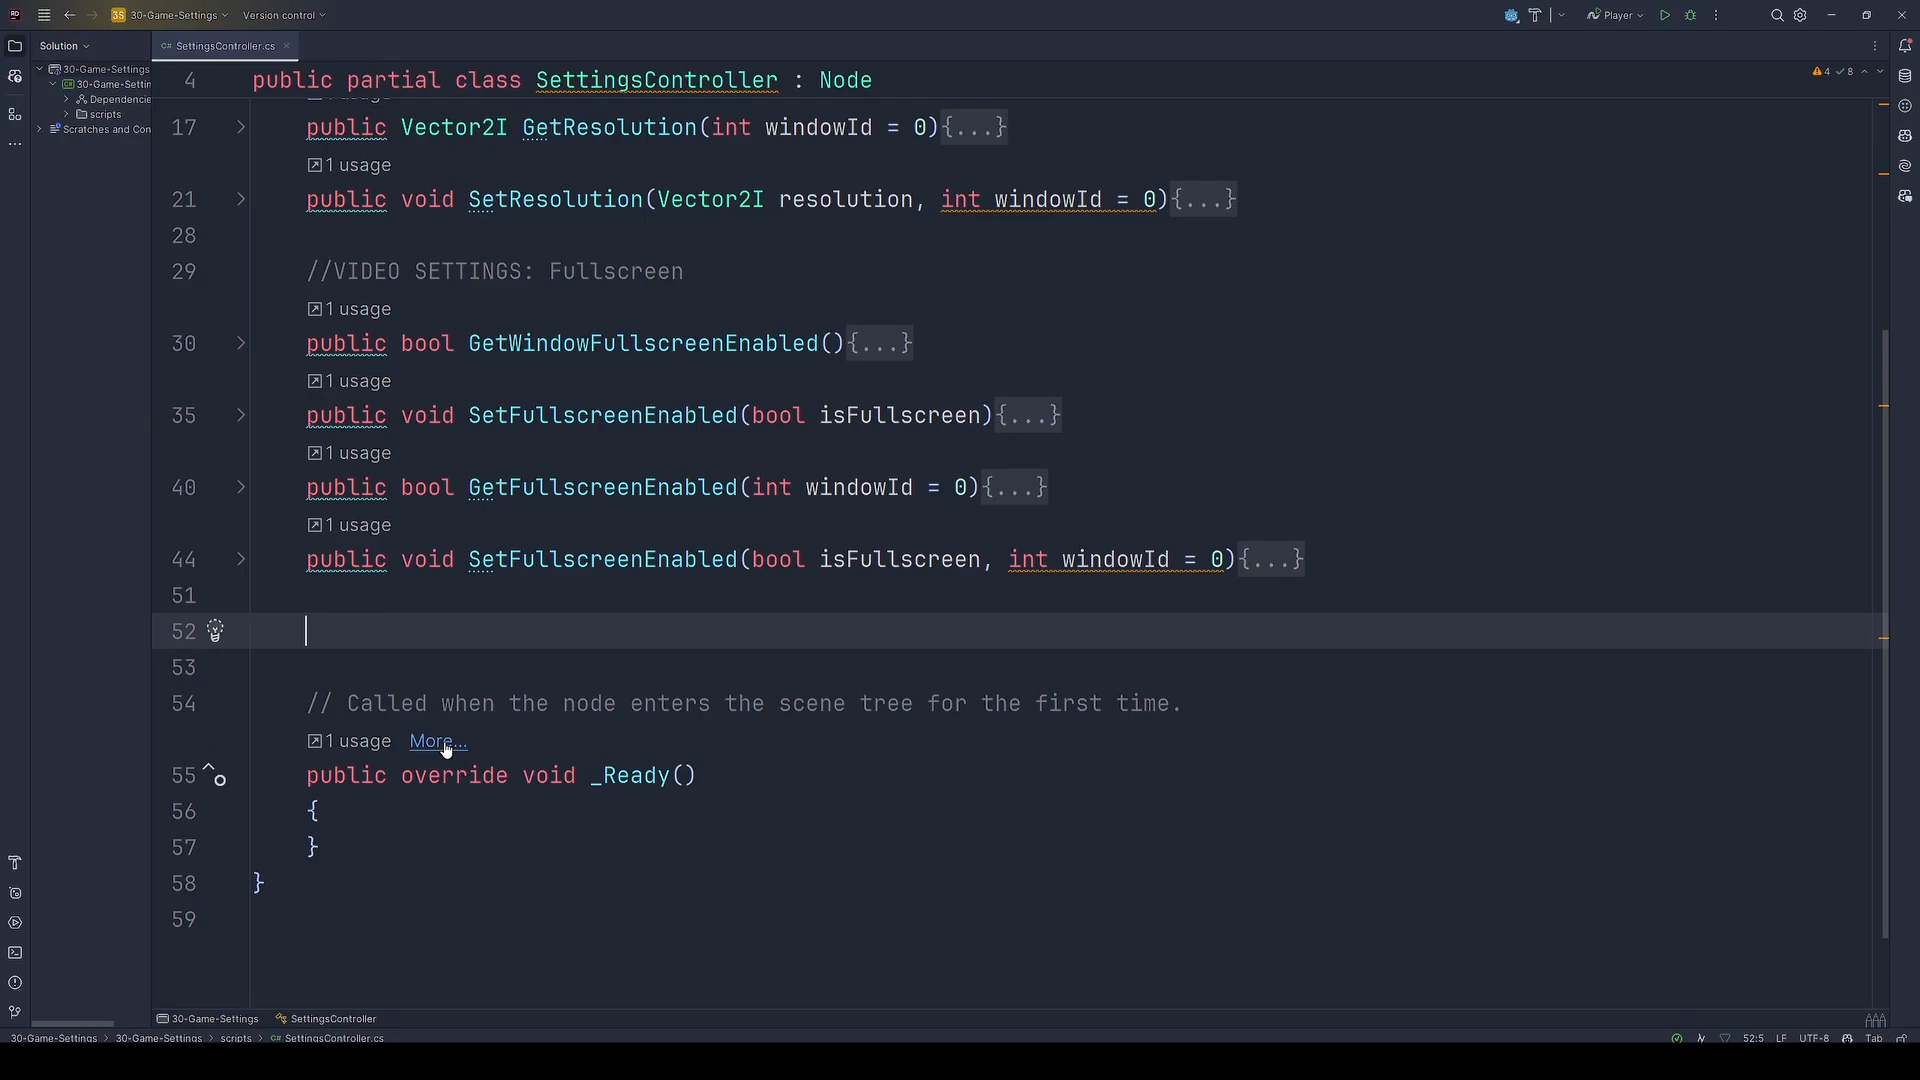 30-Game-Settings Version control Player
Solution SettingsController.cs
30-Game-Settings
30-Game-Settin
Dependencie
scripts
Scratches and Con
4 public partial class SettingsController : Node
4 8
17 public Vector2I GetResolution(int windowId = 0){...}
1 usage
21 public void SetResolution(Vector2I resolution, int windowId = 0){...}
28
29 //VIDEO SETTINGS: Fullscreen
1 usage
30 public bool GetWindowFullscreenEnabled(){...}
1 usage
35 public void SetFullscreenEnabled(bool isFullscreen){...}
1 usage
40 public bool GetFullscreenEnabled(int windowId = 0){...}
1 usage
44 public void SetFullscreenEnabled(bool isFullscreen, int windowId = 0){...}
51
52
53
54 // Called when the node enters the scene tree for the first time.
1 usage More...
55 public override void _Ready()
56 {
57 }
58 }
59
30-Game-Settings SettingsController
30-Game-Settings > 30-Game-Settings > scripts > C# SettingsController.cs 52:5 LF UTF-8 Tab